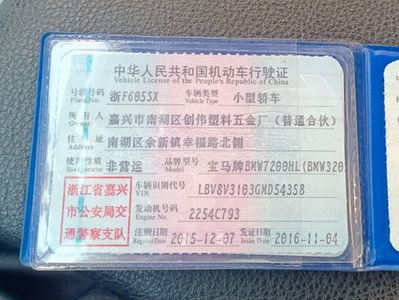 中华人民共和国机动车行驶证
Vehicle License of the People's Republic of China
号牌号码 浙F605SX 车辆类型 小型轿车
Plate No. Vehicle Type
所有人 嘉兴市南湖区创伟塑料五金厂(普通合伙)
Owner
住址 南湖区余新镇幸福路北侧
Address
使用性质 非营运 品牌型号 宝马牌BMW7200HL(BMW320
Use Character Model
浙江省嘉兴 车辆识别代号 LBV8V3103GMD54358
市公安局交 VIN
通警察支队 发动机号码 2254C793
Engine No.
注册日期 2015-12-07 发证日期 2016-11-04
Register Date Issue Date